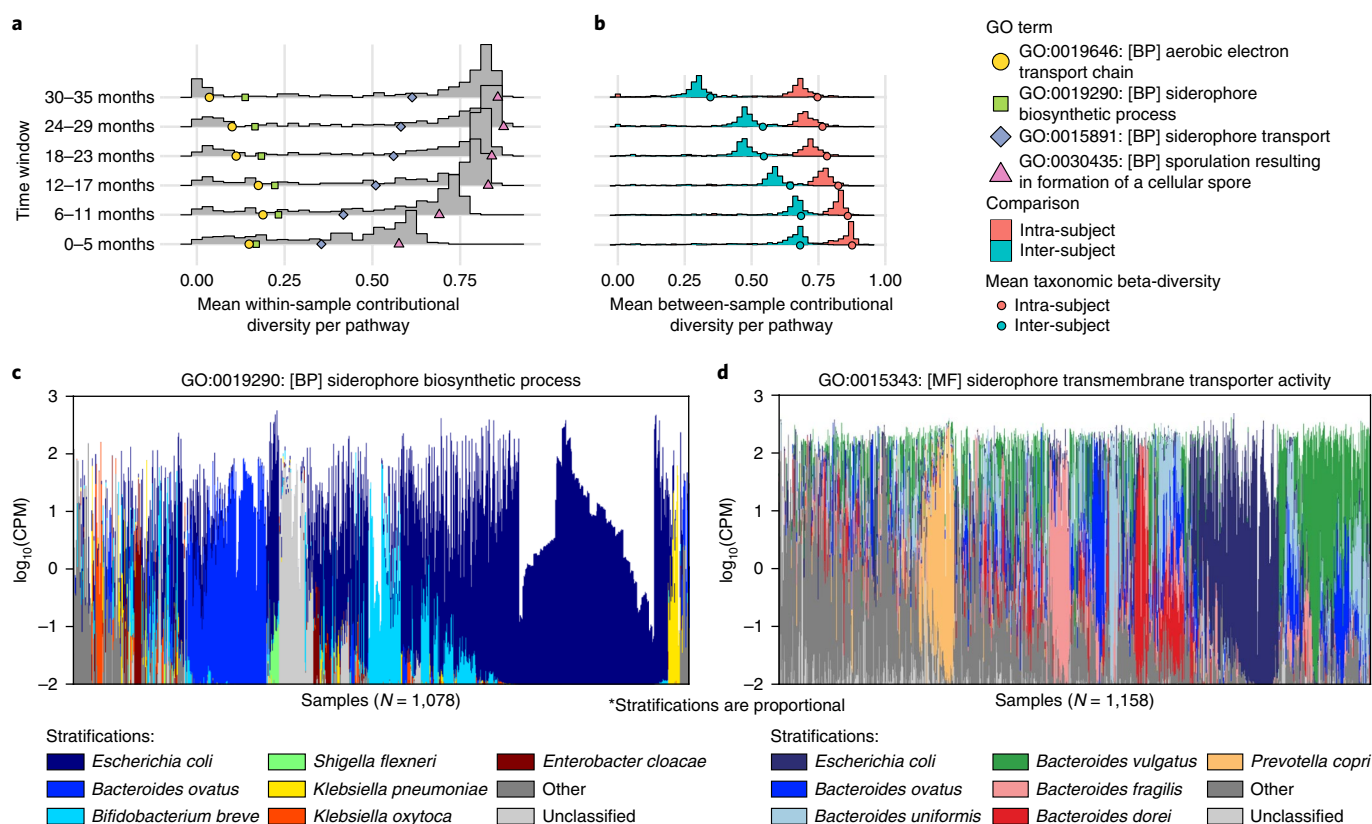 a
30–35 months
24–29 months
18–23 months
12–17 months
6–11 months
0–5 months
Time window
0.00 0.25 0.50 0.75
Mean within-sample contributional
diversity per pathway
b
0.00 0.25 0.50 0.75 1.00
Mean between-sample contributional
diversity per pathway
GO term
GO:0019646: [BP] aerobic electron
transport chain
GO:0019290: [BP] siderophore
biosynthetic process
GO:0015891: [BP] siderophore transport
GO:0030435: [BP] sporulation resulting
in formation of a cellular spore
Comparison
Intra-subject
Inter-subject
Mean taxonomic beta-diversity
Intra-subject
Inter-subject
c
GO:0019290: [BP] siderophore biosynthetic process
3
2
1
0
–1
–2
log10(CPM)
Samples (N = 1,078)
d
GO:0015343: [MF] siderophore transmembrane transporter activity
3
2
1
0
–1
–2
log10(CPM)
Samples (N = 1,158)
*Stratifications are proportional
Stratifications:
Escherichia coli
Shigella flexneri
Enterobacter cloacae
Bacteroides ovatus
Klebsiella pneumoniae
Other
Bifidobacterium breve
Klebsiella oxytoca
Unclassified
Stratifications:
Escherichia coli
Bacteroides vulgatus
Prevotella copri
Bacteroides ovatus
Bacteroides fragilis
Other
Bacteroides uniformis
Bacteroides dorei
Unclassified